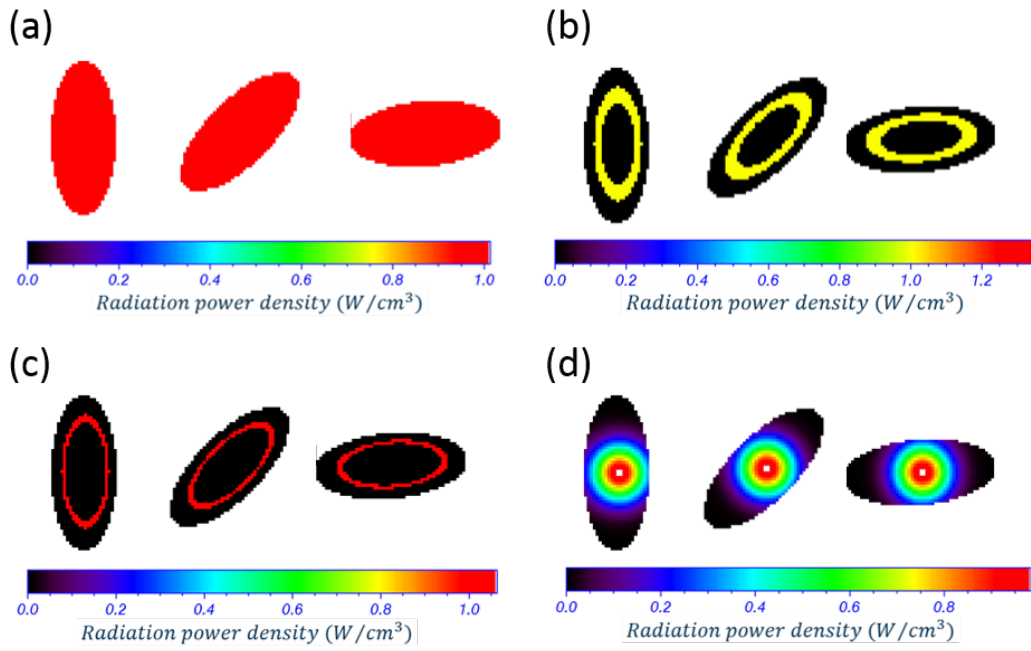 (a)
(b)
0.0 0.2 0.4 0.6 0.8 1.0
Radiation power density (W/cm³)
0.0 0.2 0.4 0.6 0.8 1.0 1.2
Radiation power density (W/cm³)
(c)
(d)
0.0 0.2 0.4 0.6 0.8 1.0
Radiation power density (W/cm³)
0.0 0.2 0.4 0.6 0.8
Radiation power density (W/cm³)